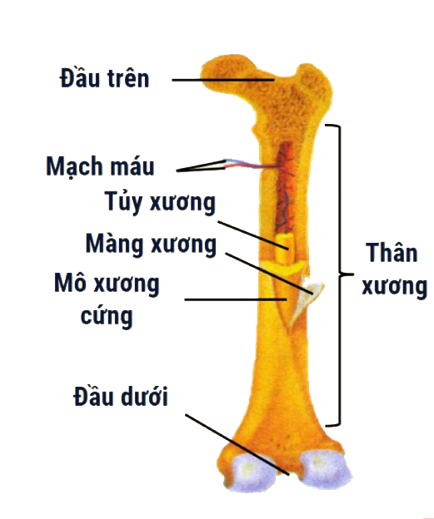 Đầu trên
Mạch máu
Tủy xương
Màng xương
Mô xương
cứng
Thân
xương
Đầu dưới